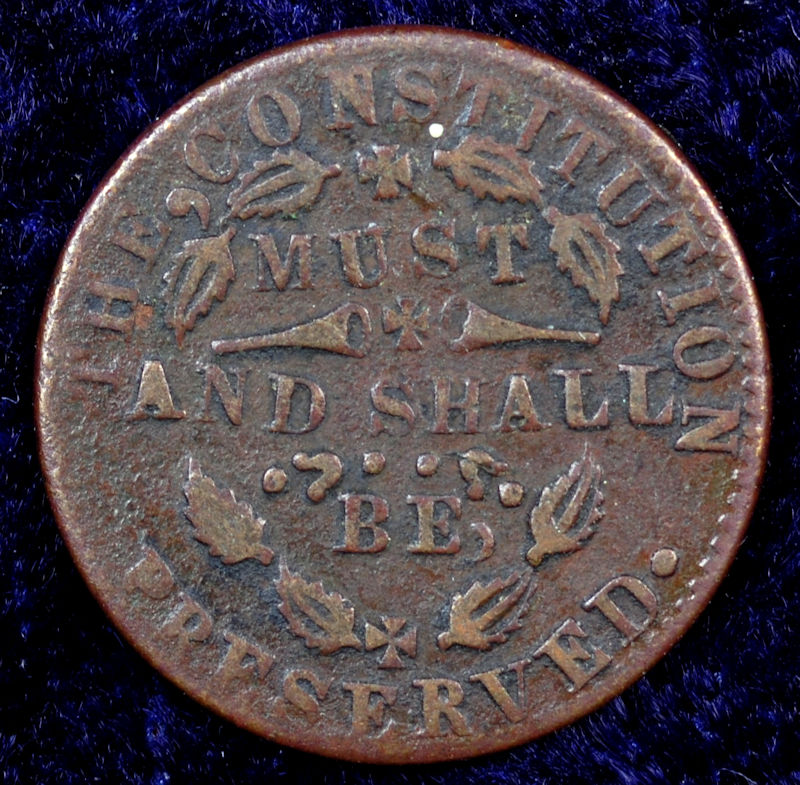 THE, CONSTITUTION
MUST
AND SHALL
BE,
PRESERVED.